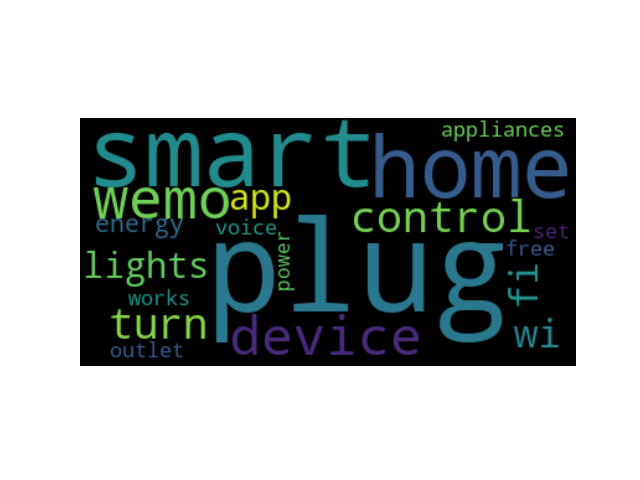 smart
appliances
home
wemo
app
control
energy
voice
set
plug
power
free
lights
fi
works
turn
device
wi
outlet